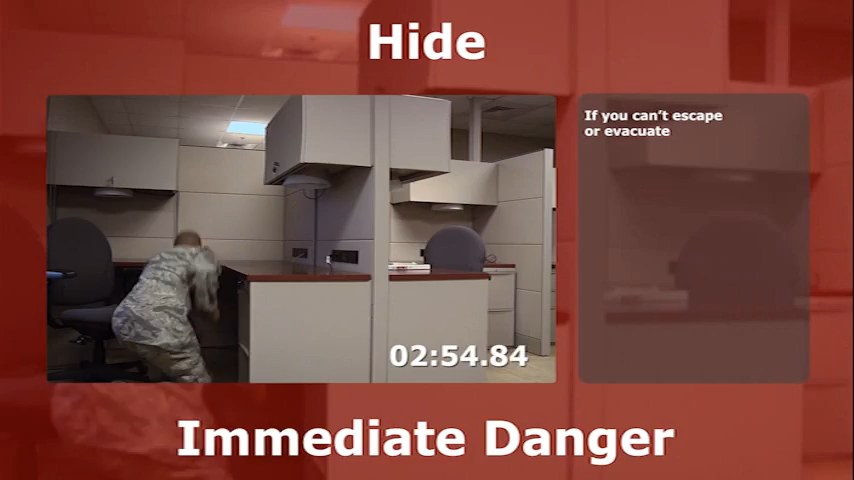 Hide
If you can't escape
or evacuate
02:54.84
Immediate Danger